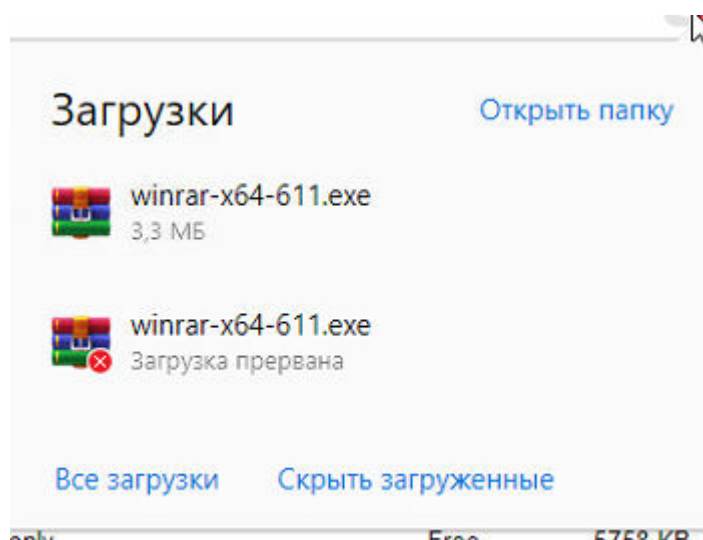 Загрузки
Открыть папку
winrar-x64-611.exe
3,3 МБ
winrar-x64-611.exe
Загрузка прервана
Все загрузки
Скрыть загруженные